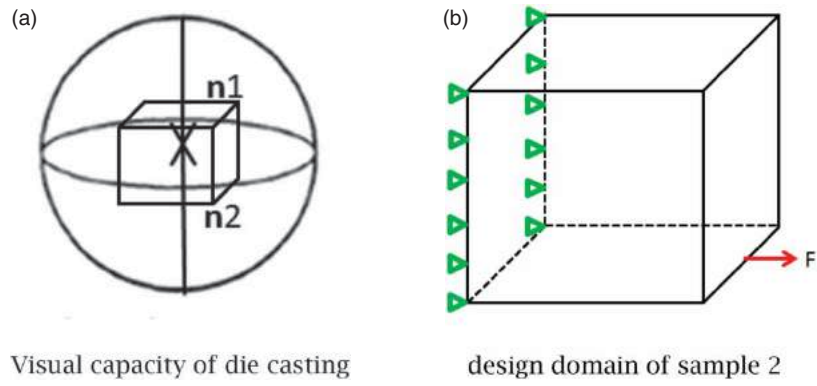 (a)
n1
X
n2
Visual capacity of die casting
(b)
F
design domain of sample 2